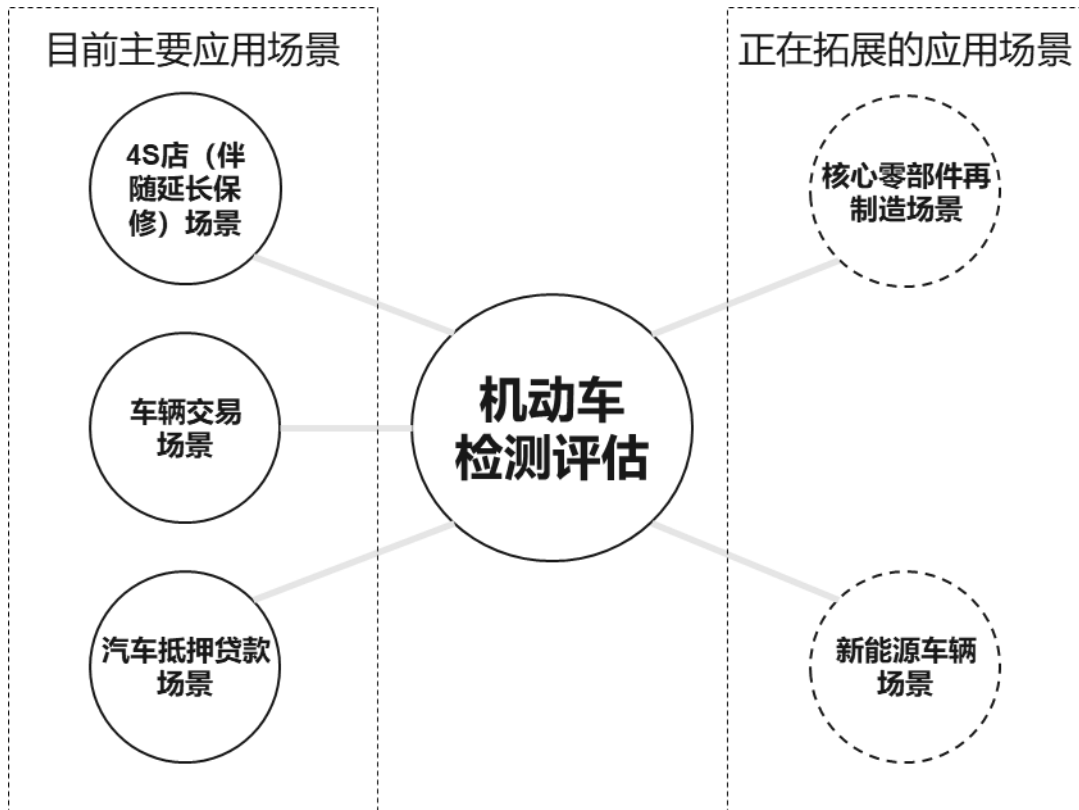 目前主要应用场景
4S店（伴
随延长保
修）场景
车辆交易
场景
汽车抵押贷款
场景
机动车
检测评估
正在拓展的应用场景
核心零部件再
制造场景
新能源车辆
场景